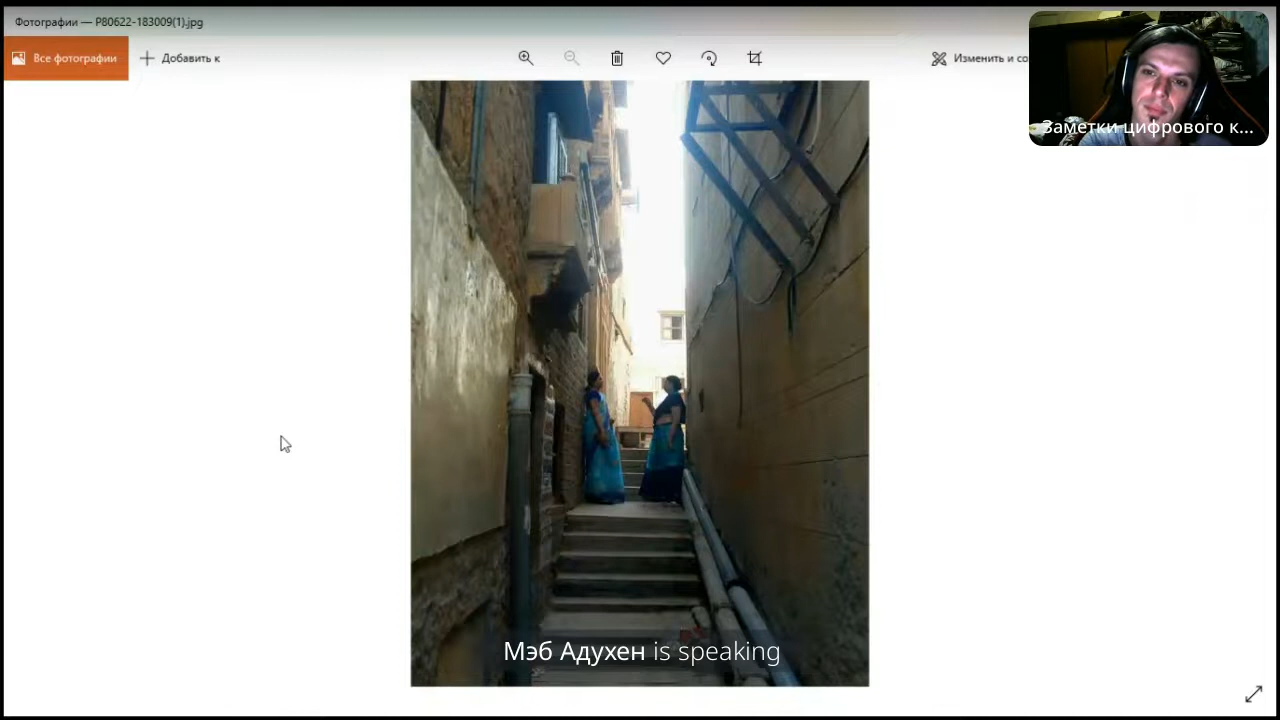 Фотографии — P80622-183009(1).jpg
Все фотографии
Добавить к
Изменить и со
Заметки цифрового к...
Мэб Адухен is speaking